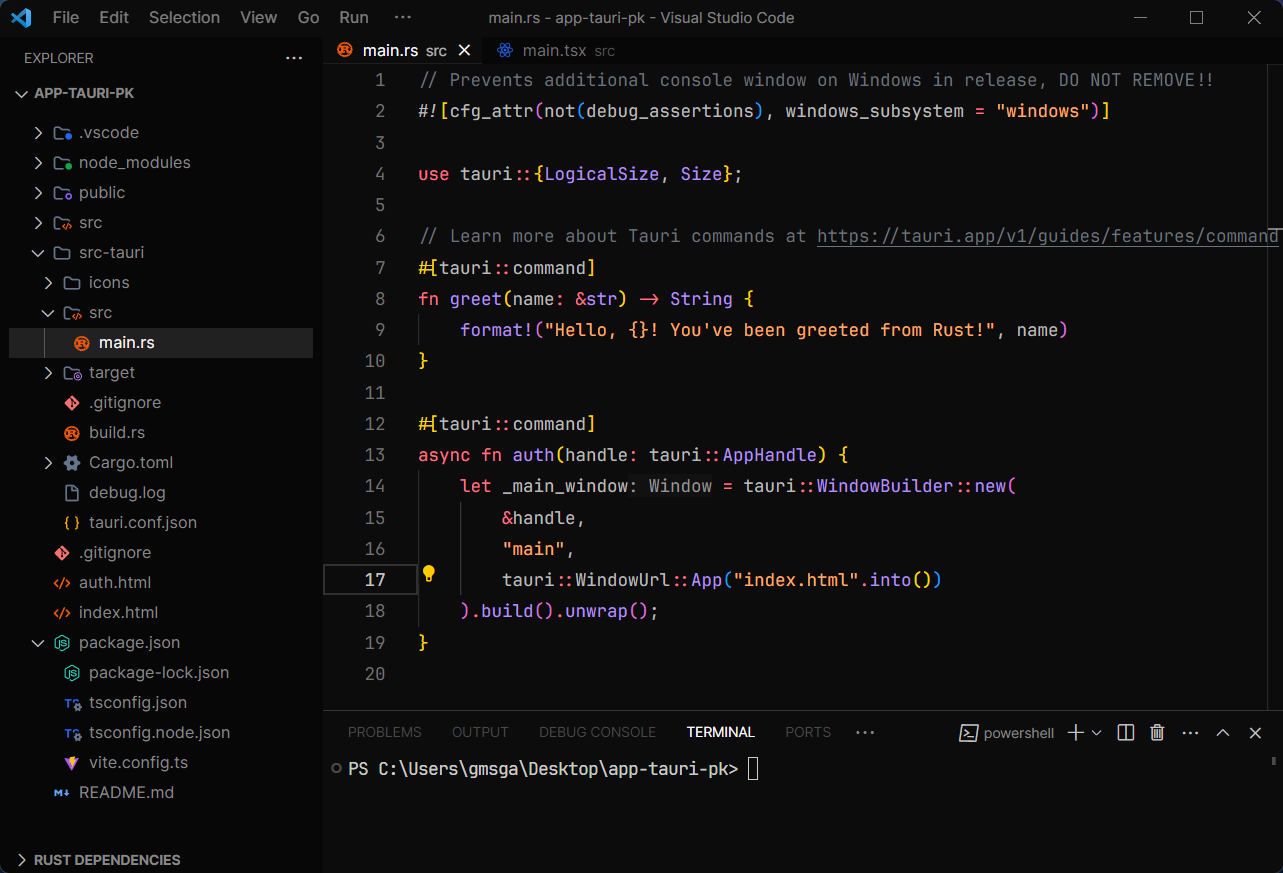 File Edit Selection View Go Run ··· main.rs - app-tauri-pk - Visual Studio Code
EXPLORER ···
APP-TAURI-PK
.vscode
node_modules
public
src
src-tauri
icons
src
main.rs
target
.gitignore
build.rs
Cargo.toml
debug.log
tauri.conf.json
.gitignore
auth.html
index.html
package.json
package-lock.json
tsconfig.json
tsconfig.node.json
vite.config.ts
README.md
RUST DEPENDENCIES
main.rs src main.tsx src
1 // Prevents additional console window on Windows in release, DO NOT REMOVE!!
2 #![cfg_attr(not(debug_assertions), windows_subsystem = "windows")]
3
4 use tauri::{LogicalSize, Size};
5
6 // Learn more about Tauri commands at https://tauri.app/v1/guides/features/command
7 #[tauri::command]
8 fn greet(name: &str) -> String {
9 format!("Hello, {}! You've been greeted from Rust!", name)
10 }
11
12 #[tauri::command]
13 async fn auth(handle: tauri::AppHandle) {
14 let _main_window: Window = tauri::WindowBuilder::new(
15 &handle,
16 "main",
17 tauri::WindowUrl::App("index.html".into())
18 ).build().unwrap();
19 }
20
PROBLEMS OUTPUT DEBUG CONSOLE TERMINAL PORTS ··· powershell
PS C:\Users\gmsga\Desktop\app-tauri-pk>